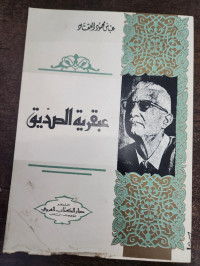 عباس محمود العقاد
عبقرية الصديق
دار الكتاب العربي